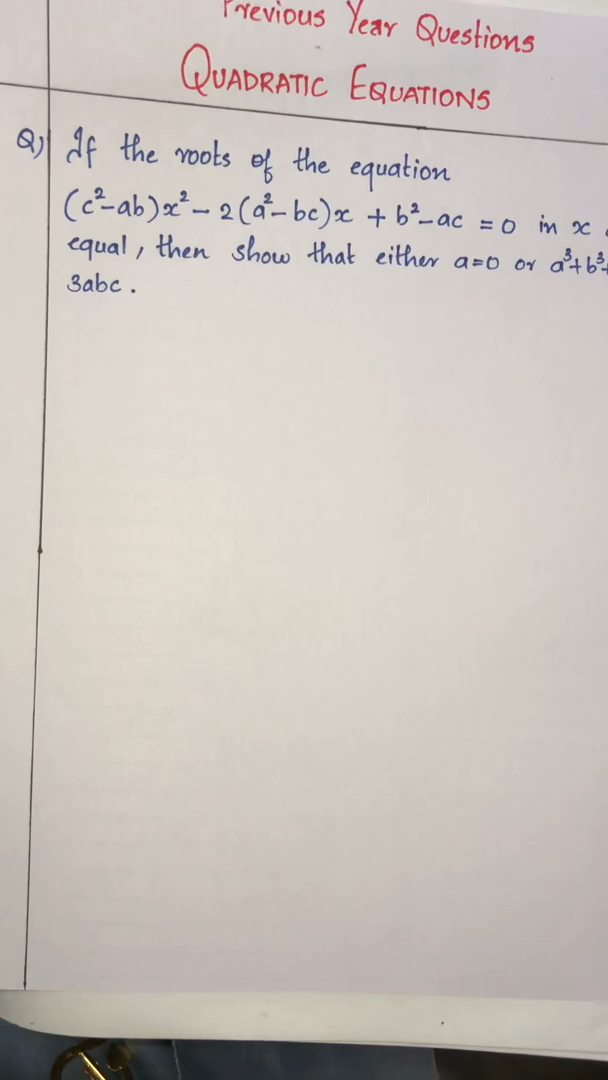 Previous Year Questions
QUADRATIC EQUATIONS
Q) If the roots of the equation
(c²-ab)x² - 2(a²-bc)x + b²-ac = 0 in x
equal, then show that either a=0 or a³+b³+
3abc.